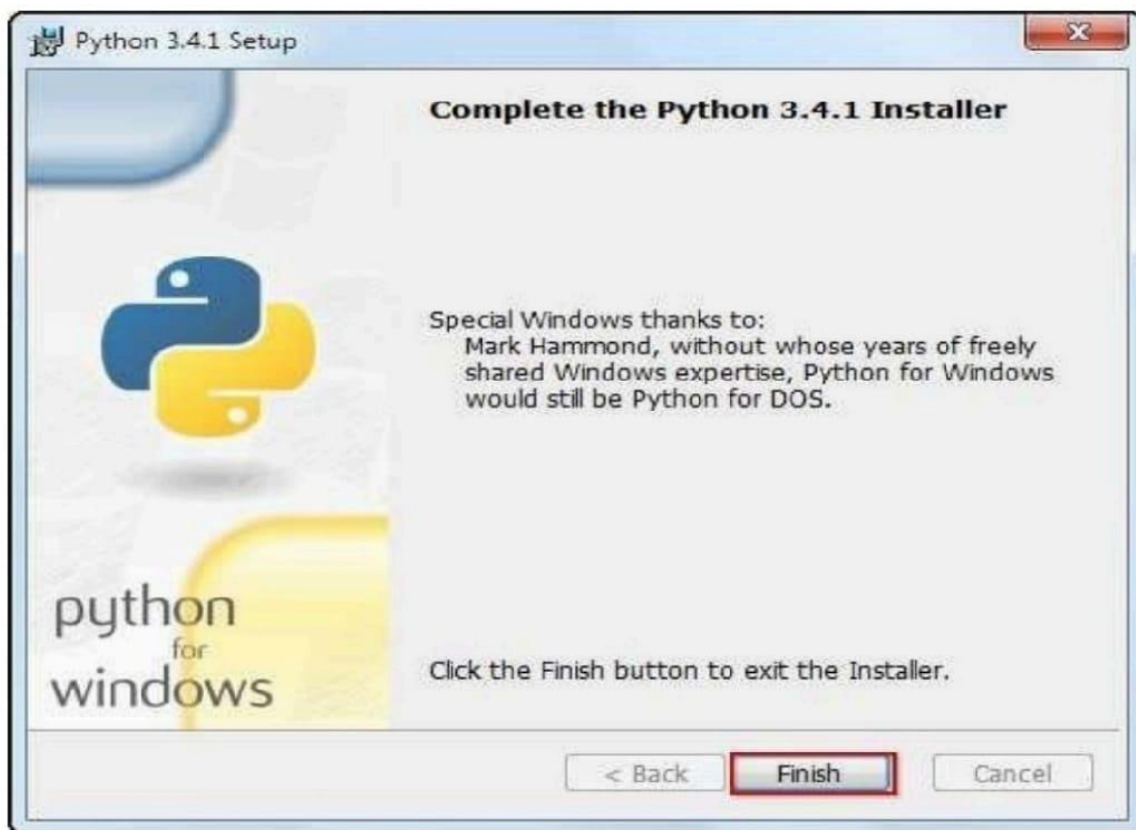 Python 3.4.1 Setup
Complete the Python 3.4.1 Installer
Special Windows thanks to:
Mark Hammond, without whose years of freely
shared Windows expertise, Python for Windows
would still be Python for DOS.
python
for
windows
Click the Finish button to exit the Installer.
< Back
Finish
Cancel